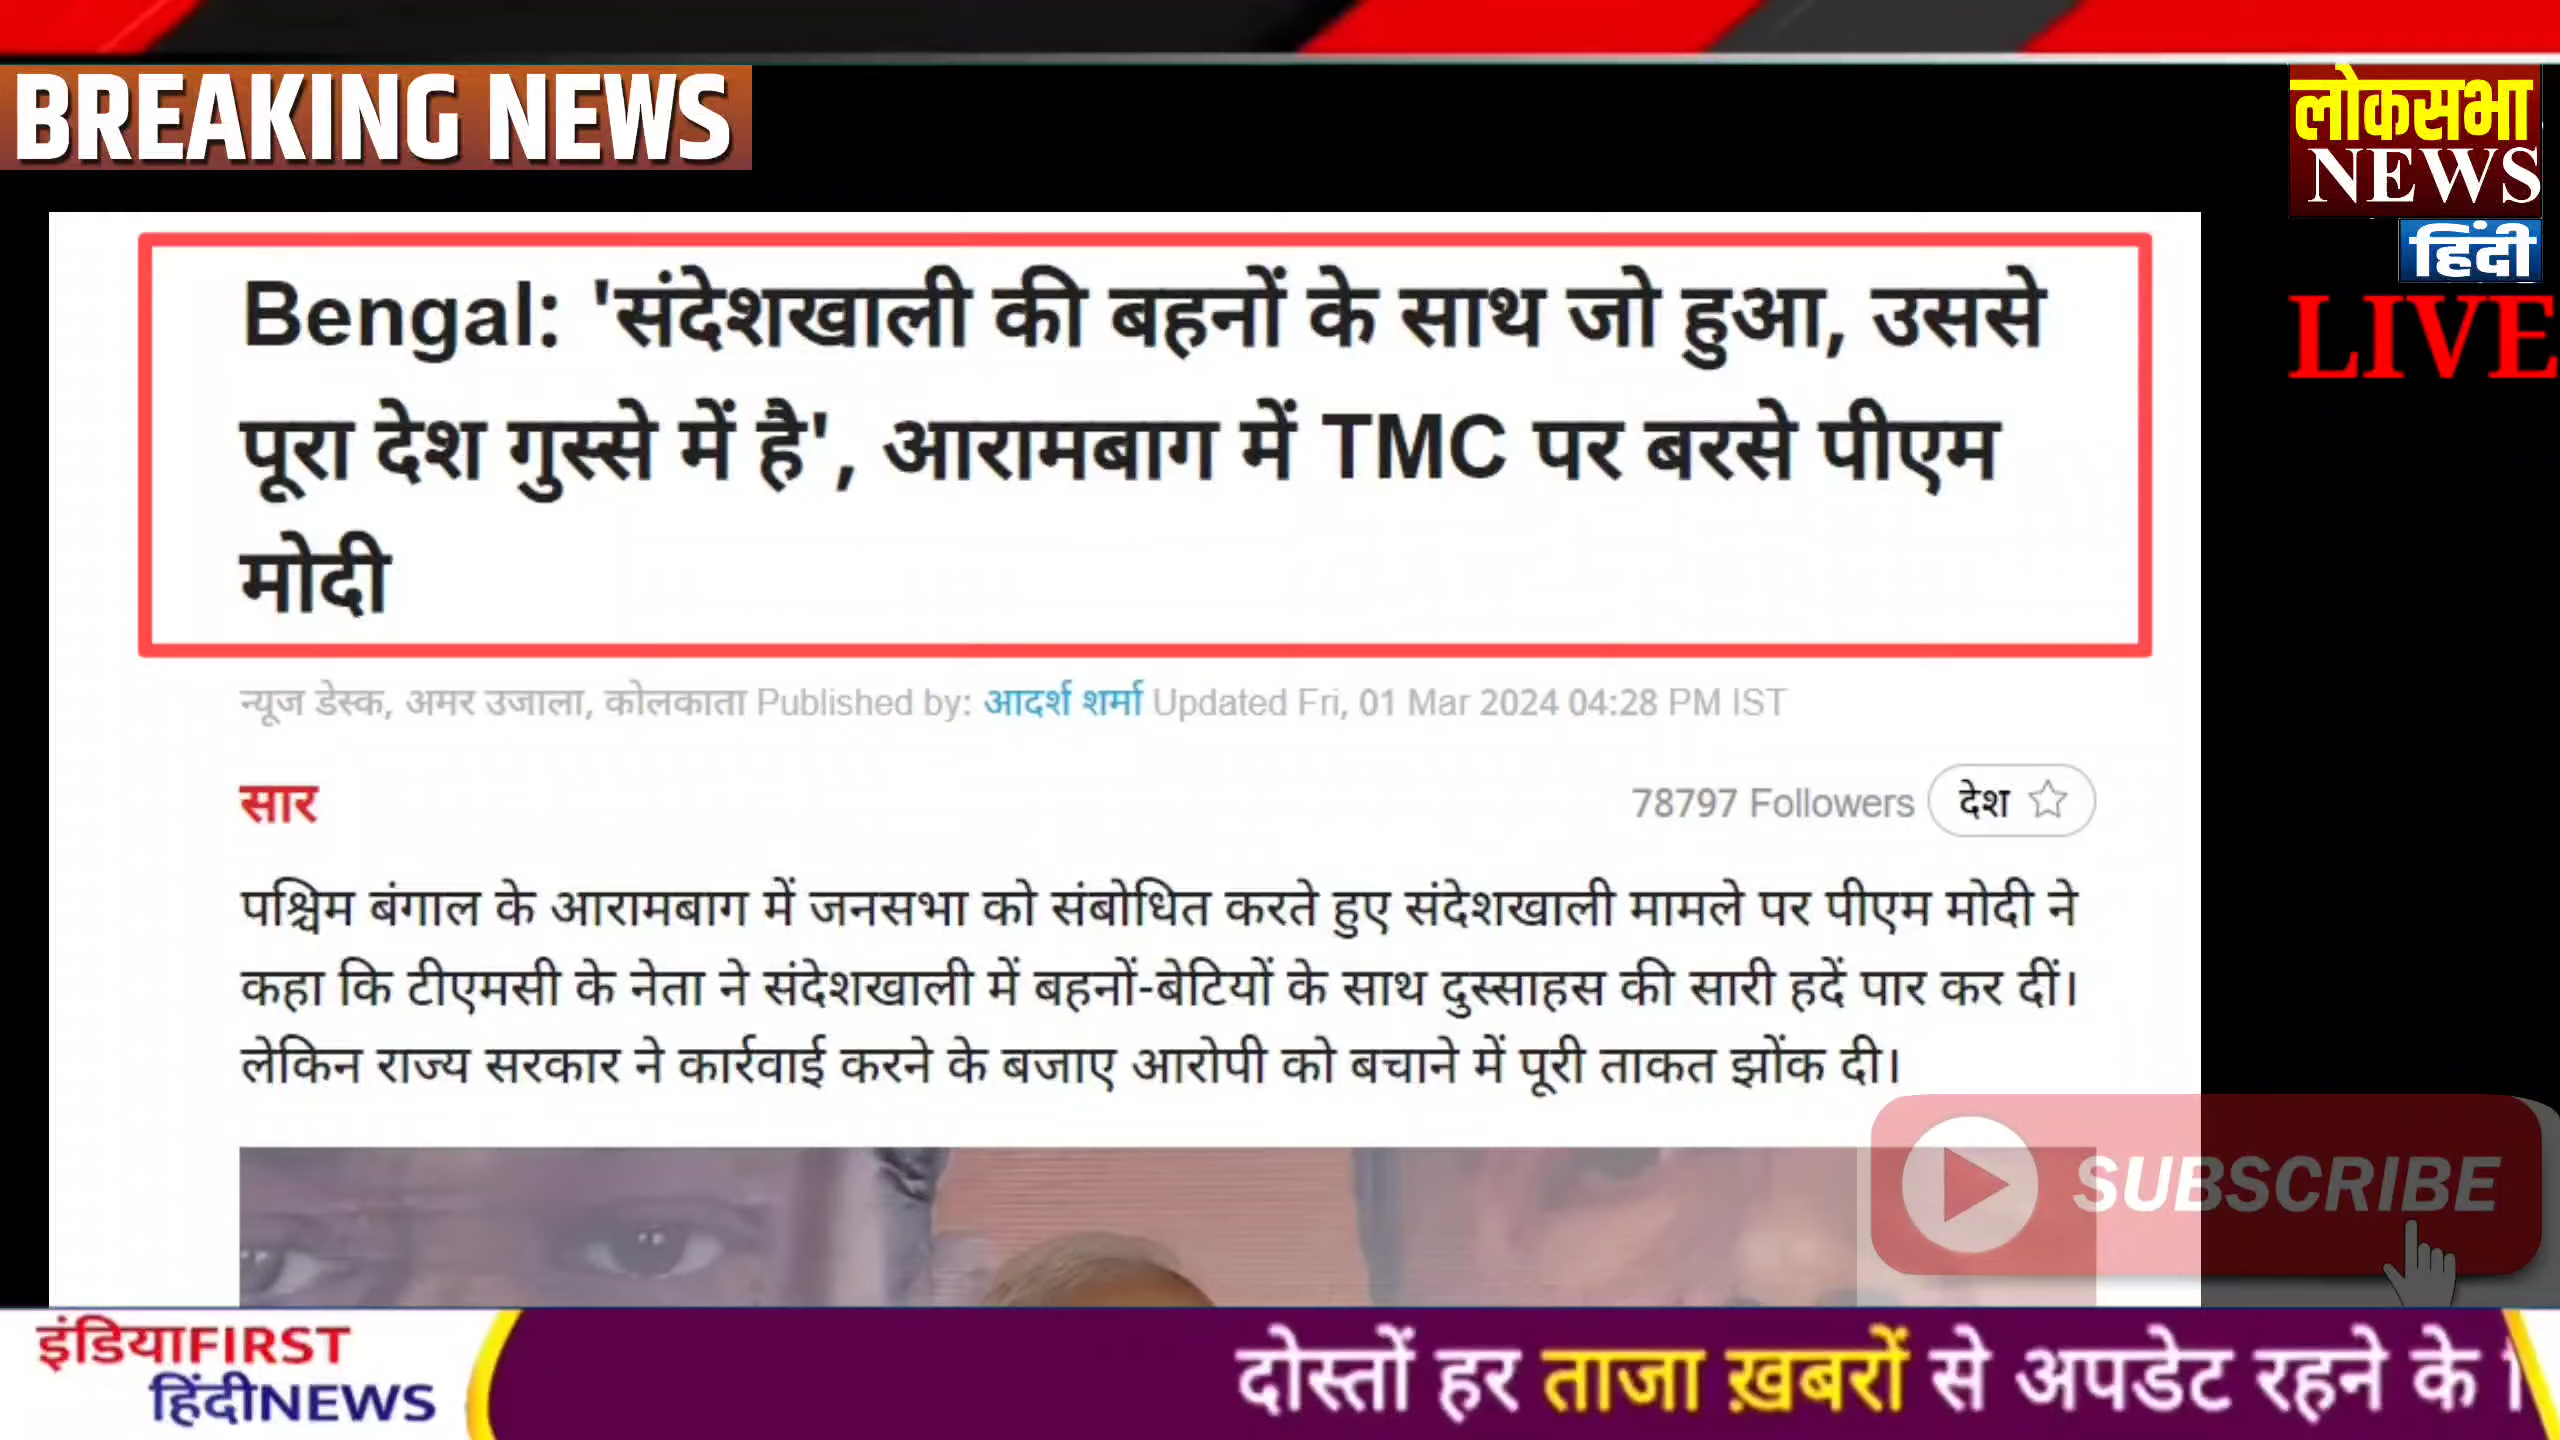 BREAKING NEWS
लोकसभा
NEWS
हिंदी
LIVE
Bengal: 'संदेशखाली की बहनों के साथ जो हुआ, उससे
पूरा देश गुस्से में है', आरामबाग में TMC पर बरसे पीएम
मोदी
न्यूज डेस्क, अमर उजाला, कोलकाता Published by: आदर्श शर्मा Updated Fri, 01 Mar 2024 04:28 PM IST
सार
78797 Followers देश
पश्चिम बंगाल के आरामबाग में जनसभा को संबोधित करते हुए संदेशखाली मामले पर पीएम मोदी ने
कहा कि टीएमसी के नेता ने संदेशखाली में बहनों-बेटियों के साथ दुस्साहस की सारी हदें पार कर दीं।
लेकिन राज्य सरकार ने कार्रवाई करने के बजाए आरोपी को बचाने में पूरी ताकत झोंक दी।
SUBSCRIBE
इंडियाFIRST
हिंदीNEWS
दोस्तों हर ताजा ख़बरों से अपडेट रहने के